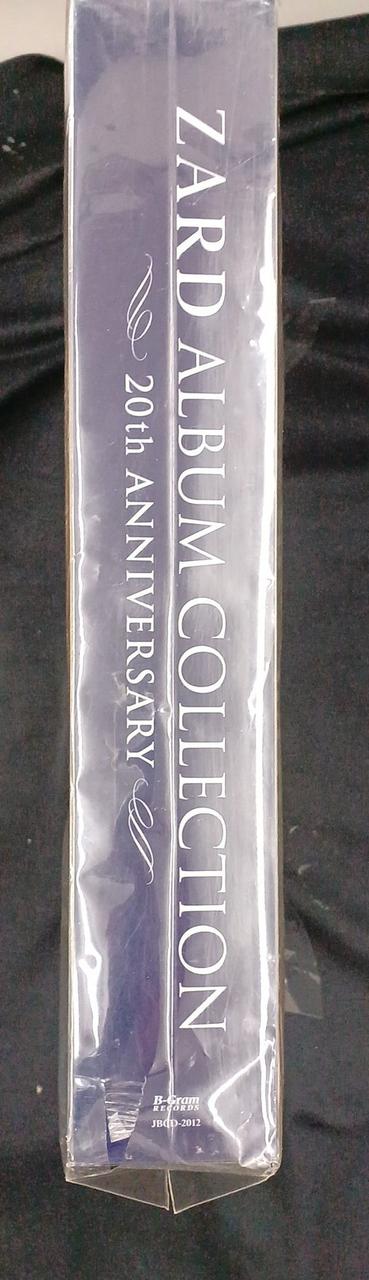 ZARD ALBUM COLLECTION
20th ANNIVERSARY
B-Gram
RECORDS
JBCD-2012